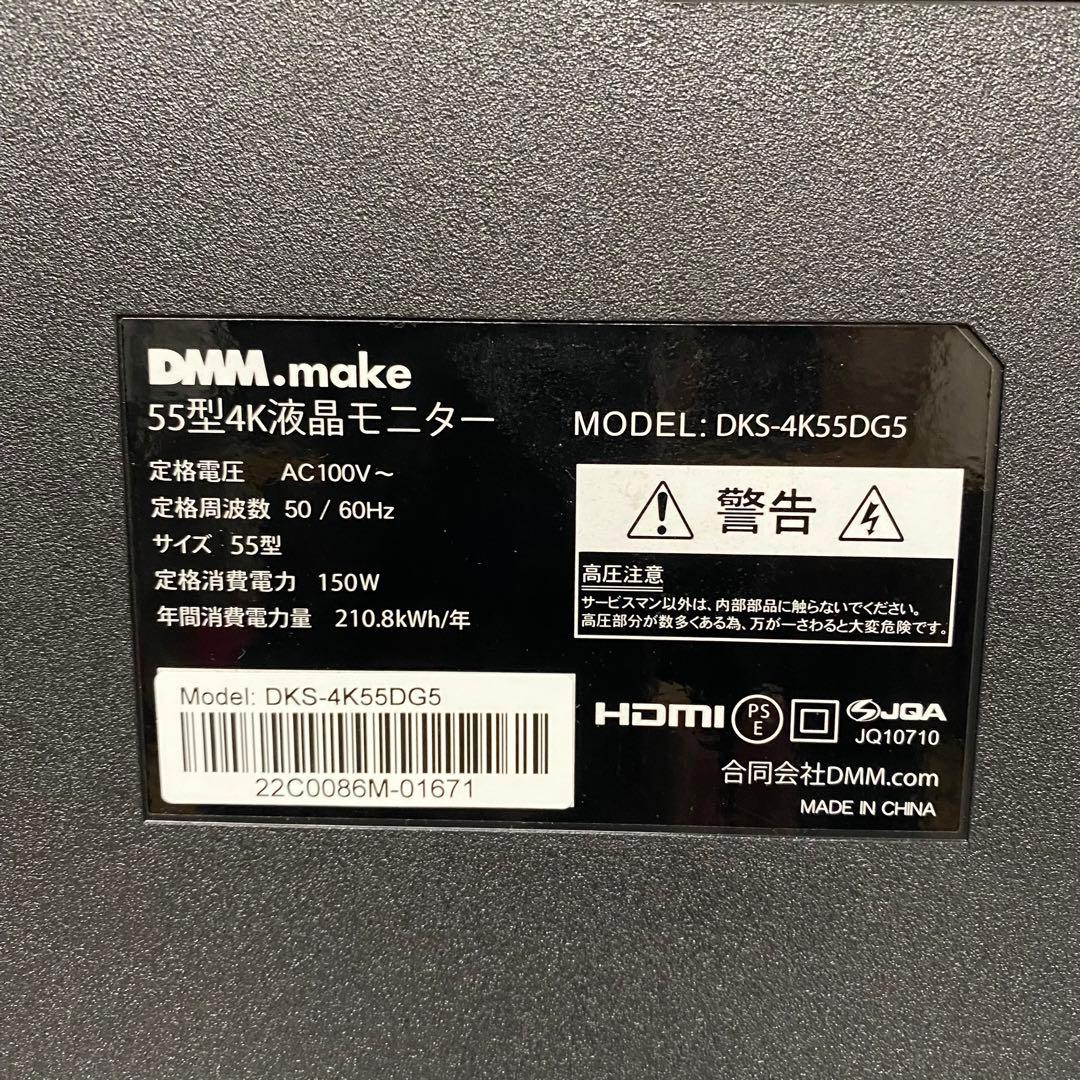 DMM.make
55型4K液晶モニター
定格電圧 AC100V～
定格周波数 50 / 60Hz
サイズ 55型
定格消費電力 150W
年間消費電力量 210.8kWh/年
Model: DKS-4K55DG5
22C0086M-01671
MODEL: DKS-4K55DG5
警告
高圧注意
サービスマン以外は、内部部品に触らないでください。
高圧部分が数多くある為、万が一さわると大変危険です。
HDMI PS E JQA
JQ10710
合同会社DMM.com
MADE IN CHINA